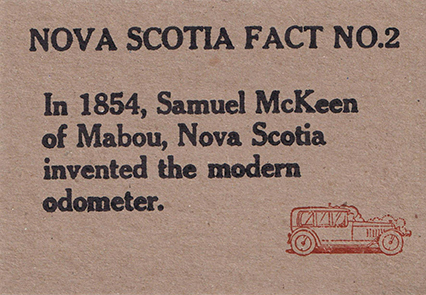 NOVA SCOTIA FACT NO.2
In 1854, Samuel McKeen
of Mabou, Nova Scotia
invented the modern
odometer.